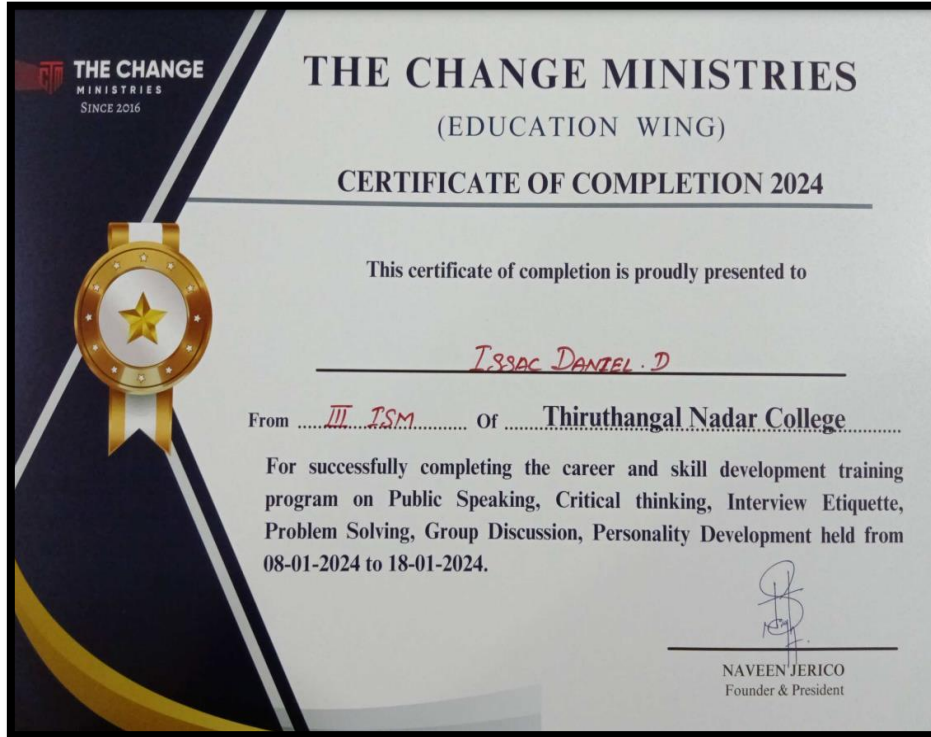 THE CHANGE
MINISTRIES
SINCE 2016
THE CHANGE MINISTRIES
(EDUCATION WING)
CERTIFICATE OF COMPLETION 2024
This certificate of completion is proudly presented to
ISSAC DANIEL.D
From ....III ISM......... Of ......Thiruthangal Nadar College.........
For successfully completing the career and skill development training
program on Public Speaking, Critical thinking, Interview Etiquette,
Problem Solving, Group Discussion, Personality Development held from
08-01-2024 to 18-01-2024.
NAVEEN JERICO
Founder & President